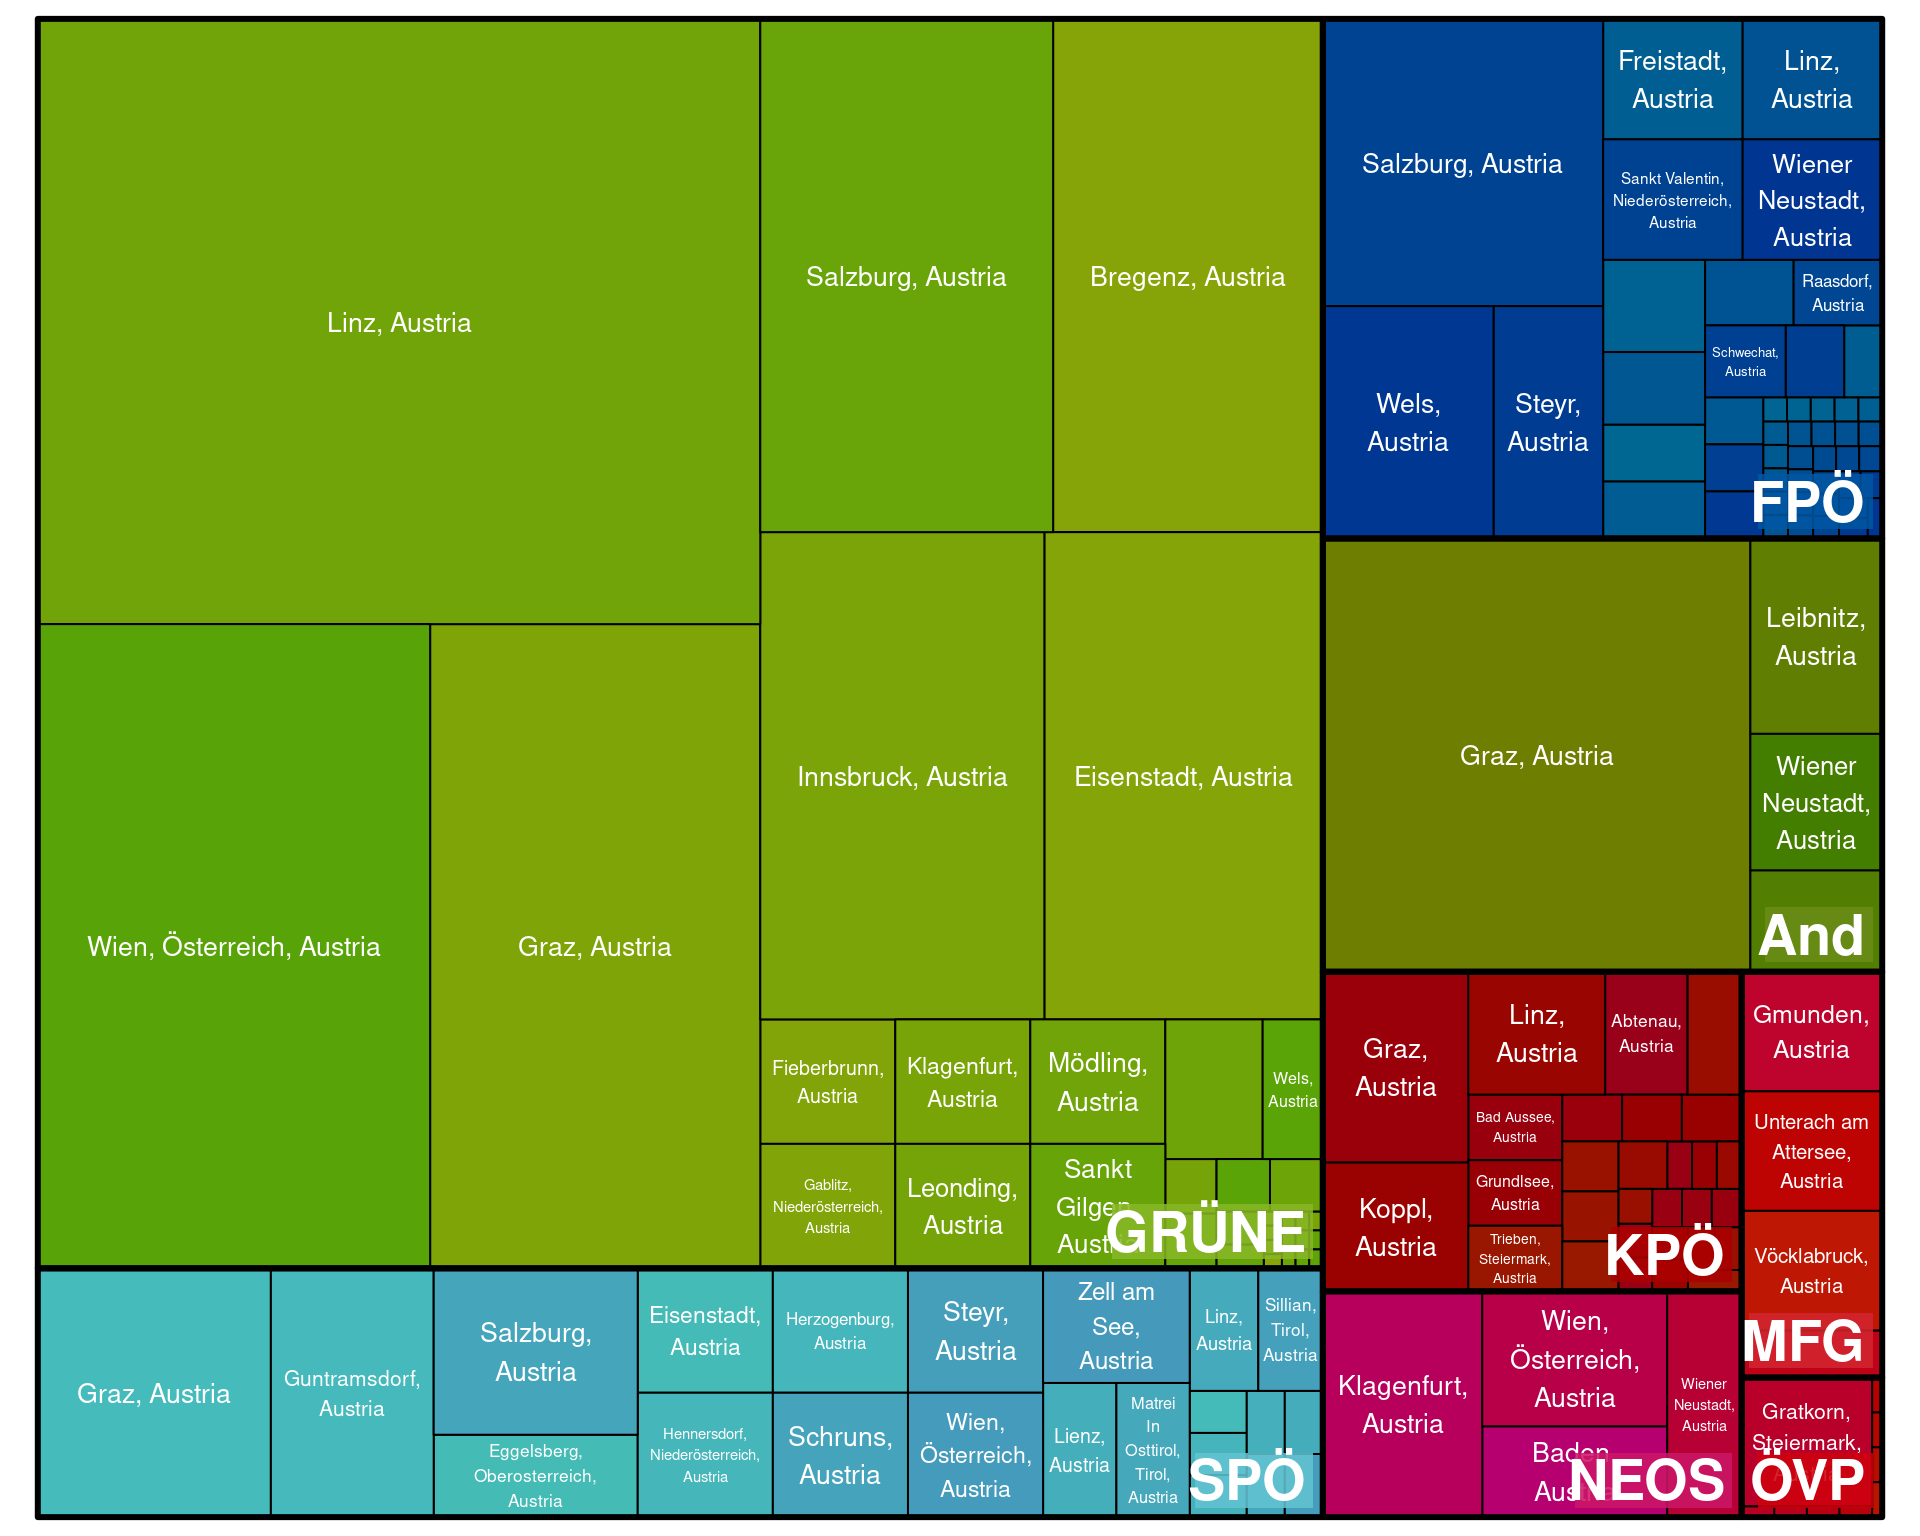 Linz, Austria
Salzburg, Austria
Bregenz, Austria
Wien, Österreich, Austria
Graz, Austria
Innsbruck, Austria
Eisenstadt, Austria
Fieberbrunn,
Austria
Klagenfurt,
Austria
Mödling,
Austria
Wels,
Austria
Gablitz,
Niederösterreich,
Austria
Leonding,
Austria
Sankt
Gilgen,
Austria
GRÜNE
Graz, Austria
Guntramsdorf,
Austria
Salzburg,
Austria
Eggelsberg,
Oberosterreich,
Austria
Eisenstadt,
Austria
Hennersdorf,
Niederösterreich,
Austria
Herzogenburg,
Austria
Schruns,
Austria
Steyr,
Austria
Wien,
Österreich,
Austria
Zell am
See,
Austria
Lienz,
Austria
Matrei
In
Osttirol,
Tirol,
Austria
Linz,
Austria
Sillian,
Tirol,
Austria
SPÖ
Salzburg, Austria
Wels,
Austria
Steyr,
Austria
Freistadt,
Austria
Linz,
Austria
Sankt Valentin,
Niederösterreich,
Austria
Wiener
Neustadt,
Austria
Raasdorf,
Austria
Schwechat,
Austria
FPÖ
Graz, Austria
Leibnitz,
Austria
Wiener
Neustadt,
Austria
And
Graz,
Austria
Koppl,
Austria
Linz,
Austria
Abtenau,
Austria
Bad Aussee,
Austria
Grundlsee,
Austria
Trieben,
Steiermark,
Austria
KPÖ
Gmunden,
Austria
Unterach am
Attersee,
Austria
Vöcklabruck,
Austria
MFG
Klagenfurt,
Austria
Wien,
Österreich,
Austria
Baden,
Austria
Wiener
Neustadt,
Austria
NEOS
Gratkorn,
Steiermark,
ÖVP